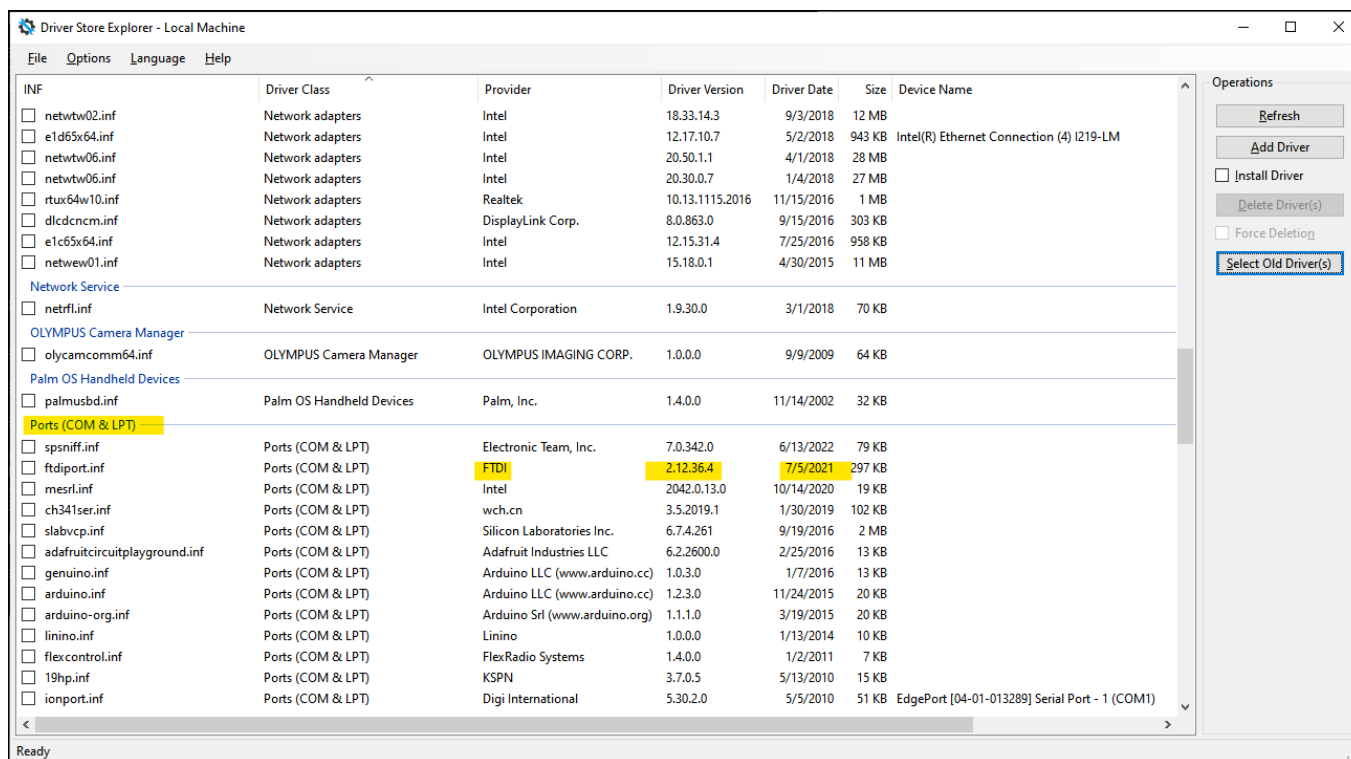 Driver Store Explorer - Local Machine
File Options Language Help
INF Driver Class Provider Driver Version Driver Date Size Device Name
netwtw02.inf Network adapters Intel 18.33.14.3 9/3/2018 12 MB
e1d65x64.inf Network adapters Intel 12.17.10.7 5/2/2018 943 KB Intel(R) Ethernet Connection (4) I219-LM
netwtw06.inf Network adapters Intel 20.50.1.1 4/1/2018 28 MB
netwtw06.inf Network adapters Intel 20.30.0.7 1/4/2018 27 MB
rtux64w10.inf Network adapters Realtek 10.13.1115.2016 11/15/2016 1 MB
dlcdcncm.inf Network adapters DisplayLink Corp. 8.0.863.0 9/15/2016 303 KB
e1c65x64.inf Network adapters Intel 12.15.31.4 7/25/2016 958 KB
netwew01.inf Network adapters Intel 15.18.0.1 4/30/2015 11 MB
Network Service
netrfl.inf Network Service Intel Corporation 1.9.30.0 3/1/2018 70 KB
OLYMPUS Camera Manager
olycamcomm64.inf OLYMPUS Camera Manager OLYMPUS IMAGING CORP. 1.0.0.0 9/9/2009 64 KB
Palm OS Handheld Devices
palmusbd.inf Palm OS Handheld Devices Palm, Inc. 1.4.0.0 11/14/2002 32 KB
Ports (COM & LPT)
spsniff.inf Ports (COM & LPT) Electronic Team, Inc. 7.0.342.0 6/13/2022 79 KB
ftdiport.inf Ports (COM & LPT) FTDI 2.12.36.4 7/5/2021 297 KB
mesrl.inf Ports (COM & LPT) Intel 2042.0.13.0 10/14/2020 19 KB
ch341ser.inf Ports (COM & LPT) wch.cn 3.5.2019.1 1/30/2019 102 KB
slabvcp.inf Ports (COM & LPT) Silicon Laboratories Inc. 6.7.4.261 9/19/2016 2 MB
adafruitcircuitplayground.inf Ports (COM & LPT) Adafruit Industries LLC 6.2.2600.0 2/25/2016 13 KB
genuino.inf Ports (COM & LPT) Arduino LLC (www.arduino.cc) 1.0.3.0 1/7/2016 13 KB
arduino.inf Ports (COM & LPT) Arduino LLC (www.arduino.cc) 1.2.3.0 11/24/2015 20 KB
arduino-org.inf Ports (COM & LPT) Arduino Srl (www.arduino.org) 1.1.1.0 3/19/2015 20 KB
linino.inf Ports (COM & LPT) Linino 1.0.0.0 1/13/2014 10 KB
flexcontrol.inf Ports (COM & LPT) FlexRadio Systems 1.4.0.0 1/2/2011 7 KB
19hp.inf Ports (COM & LPT) KSPN 3.7.0.5 5/13/2010 15 KB
ionport.inf Ports (COM & LPT) Digi International 5.30.2.0 5/5/2010 51 KB EdgePort [04-01-013289] Serial Port - 1 (COM1)
Operations
Refresh
Add Driver
Install Driver
Delete Driver(s)
Force Deletion
Select Old Driver(s)
Ready